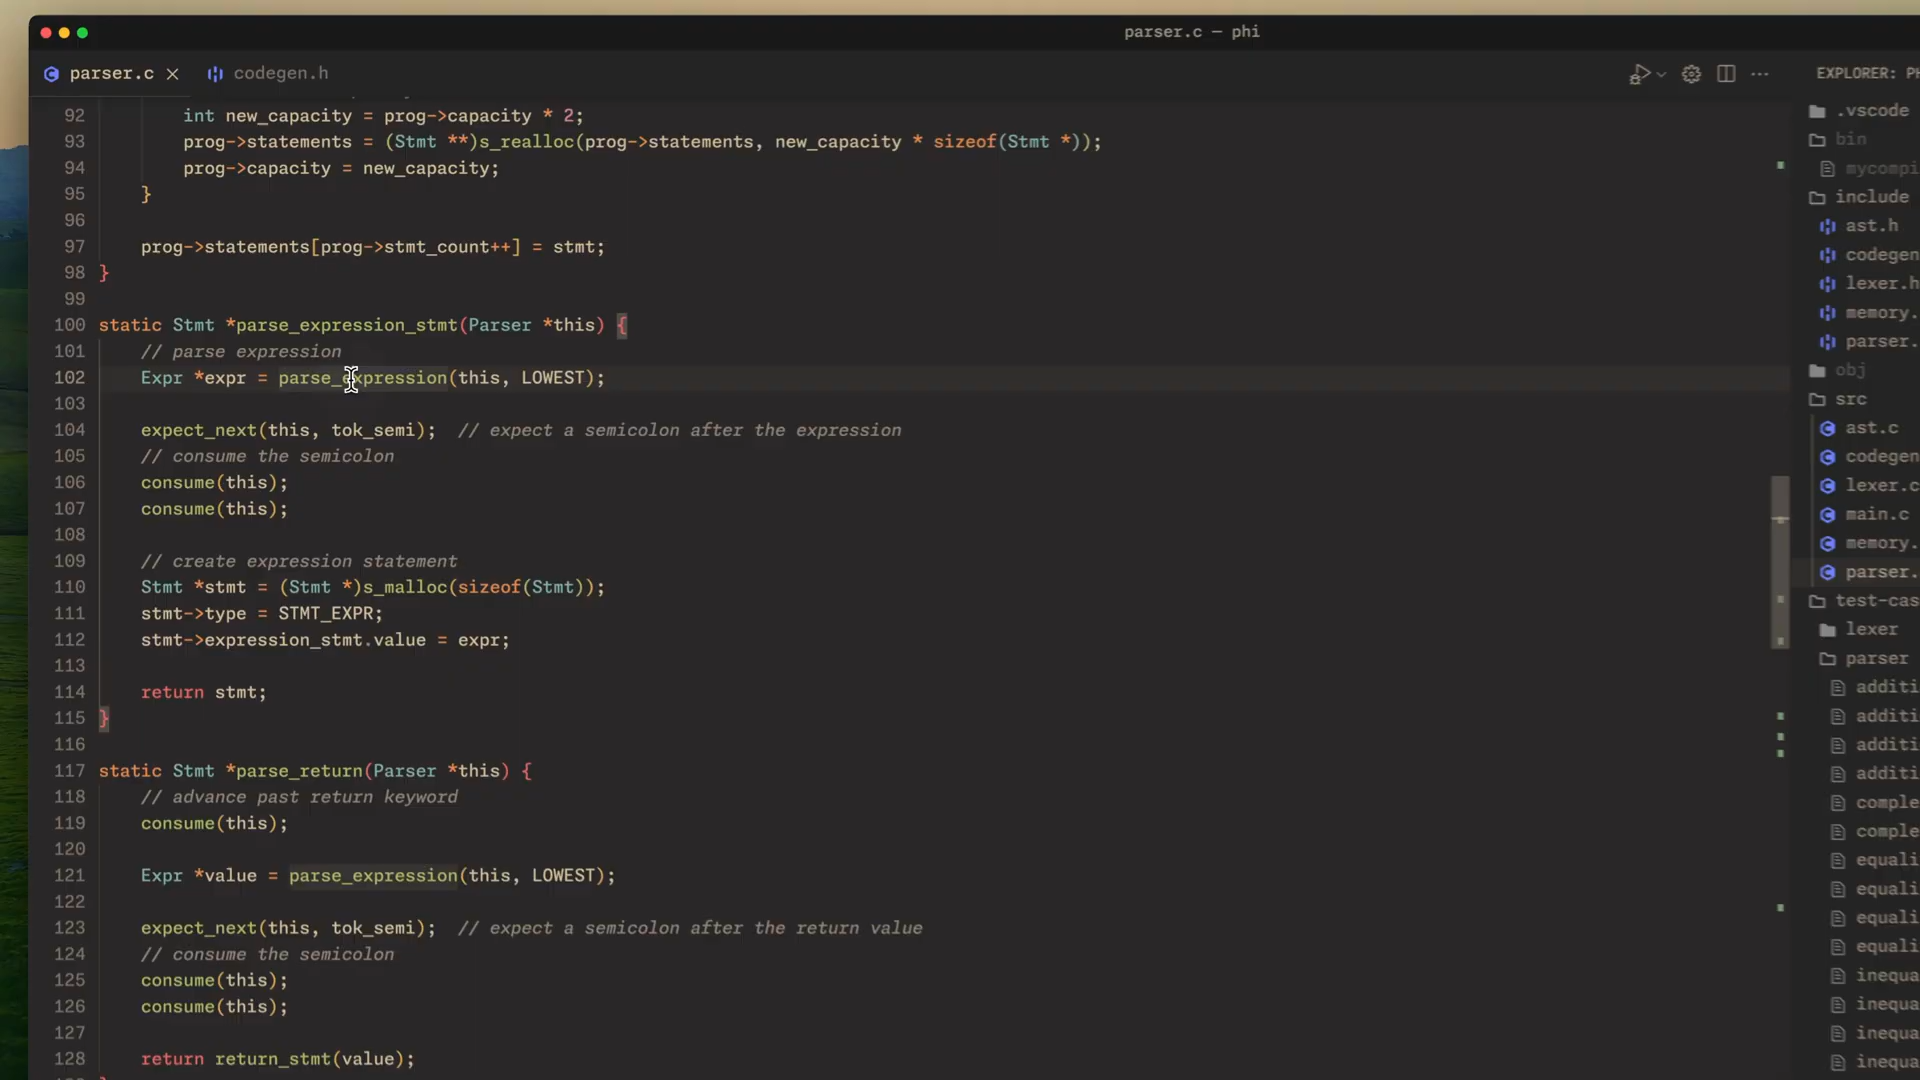 parser.c — phi
parser.c
codegen.h
EXPLORER: PH
92 int new_capacity = prog->capacity * 2;
93 prog->statements = (Stmt **)s_realloc(prog->statements, new_capacity * sizeof(Stmt *));
94 prog->capacity = new_capacity;
95 }
96
97 prog->statements[prog->stmt_count++] = stmt;
98 }
99
100 static Stmt *parse_expression_stmt(Parser *this) {
101 // parse expression
102 Expr *expr = parse_expression(this, LOWEST);
103
104 expect_next(this, tok_semi); // expect a semicolon after the expression
105 // consume the semicolon
106 consume(this);
107 consume(this);
108
109 // create expression statement
110 Stmt *stmt = (Stmt *)s_malloc(sizeof(Stmt));
111 stmt->type = STMT_EXPR;
112 stmt->expression_stmt.value = expr;
113
114 return stmt;
115 }
116
117 static Stmt *parse_return(Parser *this) {
118 // advance past return keyword
119 consume(this);
120
121 Expr *value = parse_expression(this, LOWEST);
122
123 expect_next(this, tok_semi); // expect a semicolon after the return value
124 // consume the semicolon
125 consume(this);
126 consume(this);
127
128 return return_stmt(value);
.vscode
bin
mycompi
include
ast.h
codegen
lexer.h
memory.
parser.
obj
src
ast.c
codegen
lexer.c
main.c
memory.
parser.
test-cas
lexer
parser
additi
additi
additi
additi
comple
comple
equali
equali
equali
equali
inequa
inequa
inequa
inequa